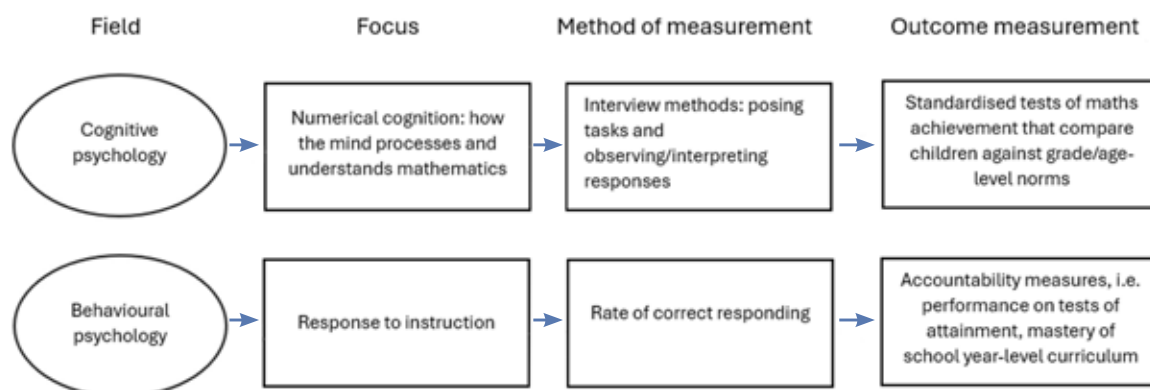 Field
Focus
Method of measurement
Outcome measurement
Cognitive
psychology
Numerical cognition: how
the mind processes and
understands mathematics
Interview methods: posing
tasks and
observing/interpreting
responses
Standardised tests of maths
achievement that compare
children against grade/age-
level norms
Behavioural
psychology
Response to instruction
Rate of correct responding
Accountability measures, i.e.
performance on tests of
attainment, mastery of
school year-level curriculum